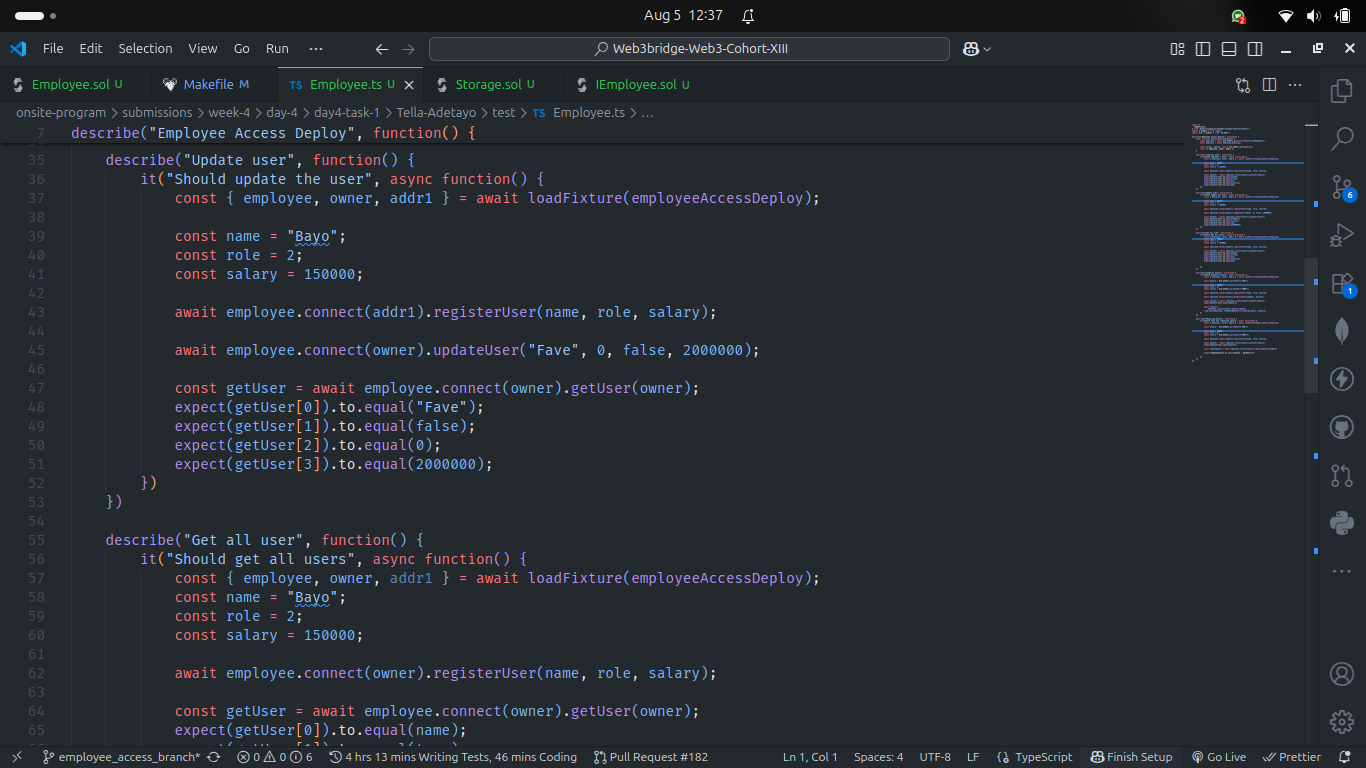 Aug 5 12:37
2
File Edit Selection View Go Run ··· Web3bridge-Web3-Cohort-XIII
Employee.sol U Makefile M TS Employee.ts U Storage.sol U IEmployee.sol U
onsite-program > submissions > week-4 > day-4 > day4-task-1 > Tella-Adetayo > test > TS Employee.ts > ...
7 describe("Employee Access Deploy", function() {
35 describe("Update user", function() {
36 it("Should update the user", async function() {
37 const { employee, owner, addr1 } = await loadFixture(employeeAccessDeploy);
38
39 const name = "Bayo";
40 const role = 2;
41 const salary = 150000;
42
43 await employee.connect(addr1).registerUser(name, role, salary);
44
45 await employee.connect(owner).updateUser("Fave", 0, false, 2000000);
46
47 const getUser = await employee.connect(owner).getUser(owner);
48 expect(getUser[0]).to.equal("Fave");
49 expect(getUser[1]).to.equal(false);
50 expect(getUser[2]).to.equal(0);
51 expect(getUser[3]).to.equal(2000000);
52 })
53 })
54
55 describe("Get all user", function() {
56 it("Should get all users", async function() {
57 const { employee, owner, addr1 } = await loadFixture(employeeAccessDeploy);
58 const name = "Bayo";
59 const role = 2;
60 const salary = 150000;
61
62 await employee.connect(owner).registerUser(name, role, salary);
63
64 const getUser = await employee.connect(owner).getUser(owner);
65 expect(getUser[0]).to.equal(name);
6
1
employee_access_branch* 0 0 6 4 hrs 13 mins Writing Tests, 46 mins Coding Pull Request #182 Ln 1, Col 1 Spaces: 4 UTF-8 LF {} TypeScript Finish Setup Go Live Prettier